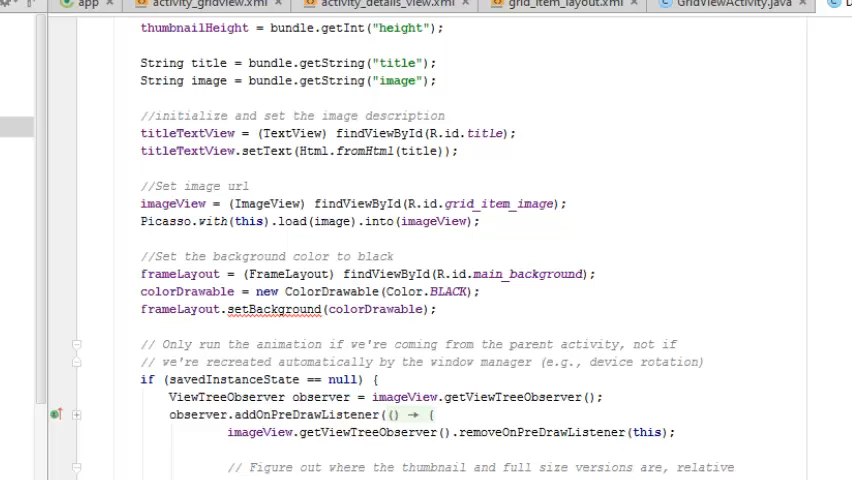 app activity_gridview.xml activity_details_view.xml grid_item_layout.xml GridViewActivity.java
thumbnailHeight = bundle.getInt("height");
String title = bundle.getString("title");
String image = bundle.getString("image");
//initialize and set the image description
titleTextView = (TextView) findViewById(R.id.title);
titleTextView.setText(Html.fromHtml(title));
//Set image url
imageView = (ImageView) findViewById(R.id.grid_item_image);
Picasso.with(this).load(image).into(imageView);
//Set the background color to black
frameLayout = (FrameLayout) findViewById(R.id.main_background);
colorDrawable = new ColorDrawable(Color.BLACK);
frameLayout.setBackground(colorDrawable);
// Only run the animation if we're coming from the parent activity, not if
// we're recreated automatically by the window manager (e.g., device rotation)
if (savedInstanceState == null) {
ViewTreeObserver observer = imageView.getViewTreeObserver();
observer.addOnPreDrawListener(() → {
imageView.getViewTreeObserver().removeOnPreDrawListener(this);
// Figure out where the thumbnail and full size versions are, relative